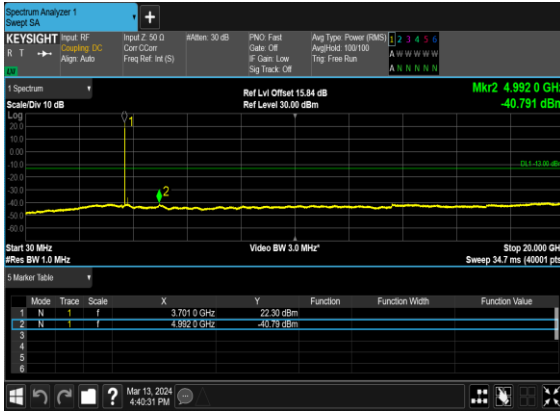 Spectrum Analyzer 1
Swept SA
+
KEYSIGHT
R T
Input: RF
Coupling: DC
Align: Auto
Input Z: 50 Ω
Corr CCorr
Freq Ref: Int (S)
#Atten: 30 dB
PNO: Fast
Gate: Off
IF Gain: Low
Sig Track: Off
Avg Type: Power (RMS)
Avg|Hold: 100/100
Trig: Free Run
1 2 3 4 5 6
A W W W W W
A N N N N N
1 Spectrum
Scale/Div 10 dB
Log
Ref Lvl Offset 15.84 dB
Ref Level 30.00 dBm
Mkr2 4.992 0 GHz
-40.791 dBm
20.0
10.0
0.00
-10.0
-20.0
-30.0
-40.0
-50.0
-60.0
1
2
DL1 -13.00 dBm
Start 30 MHz
#Res BW 1.0 MHz
Video BW 3.0 MHz*
Stop 20.000 GHz
Sweep 34.7 ms (40001 pts)
5 Marker Table
Mode Trace Scale X Y Function Function Width Function Value
1 N 1 f 3.701 0 GHz 22.30 dBm
2 N 1 f 4.992 0 GHz -40.79 dBm
3
4
5
6
?
Mar 13, 2024
4:40:31 PM